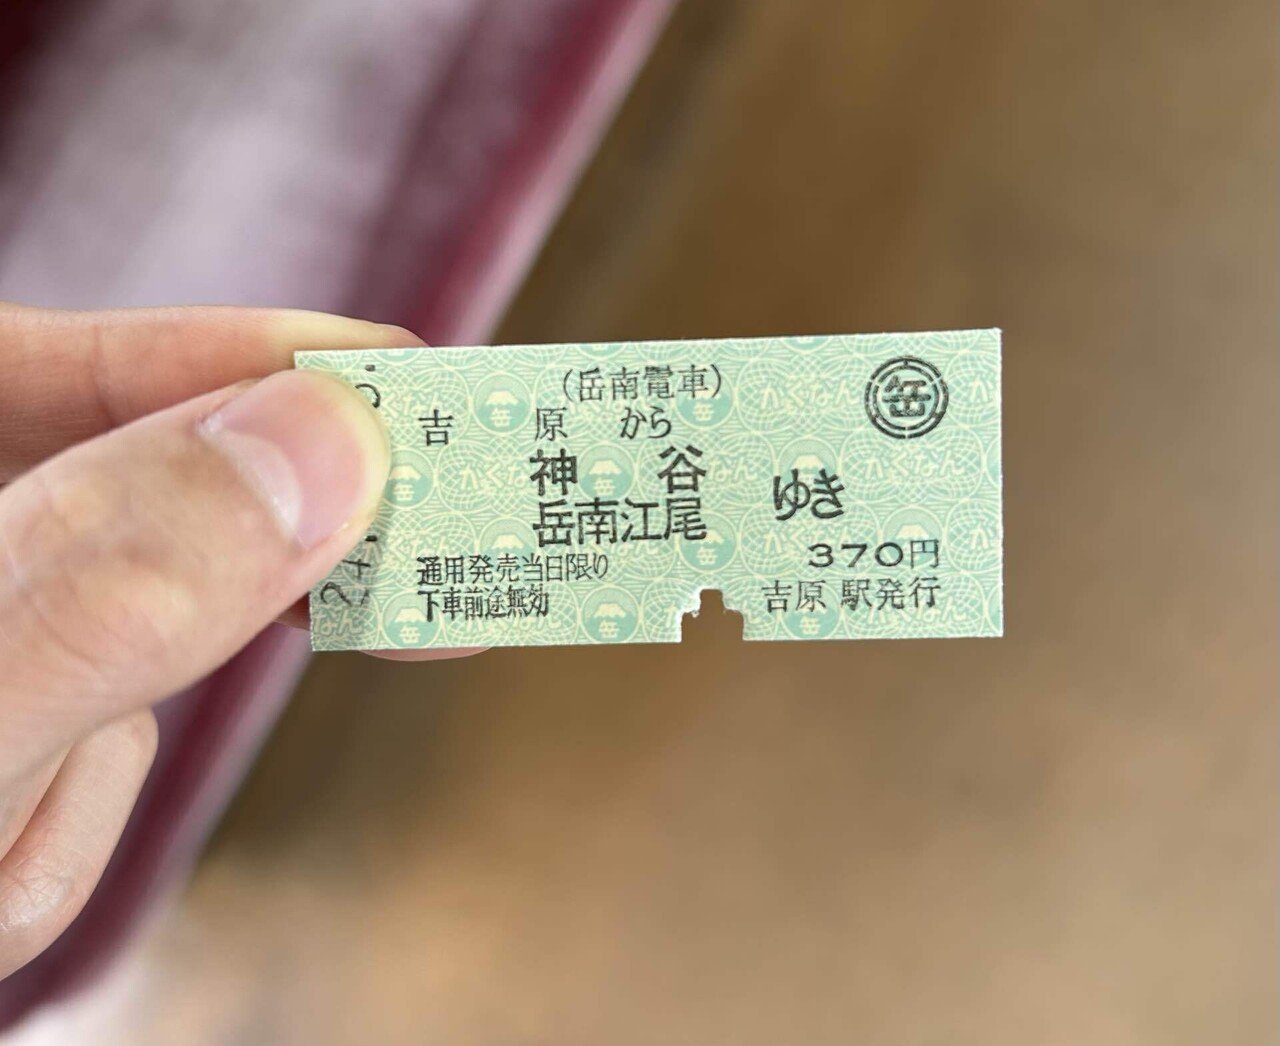 (岳南電車)
岳
吉原から
神谷
岳南江尾
ゆき
通用発売当日限り
370円
下車前途無効
吉原駅発行